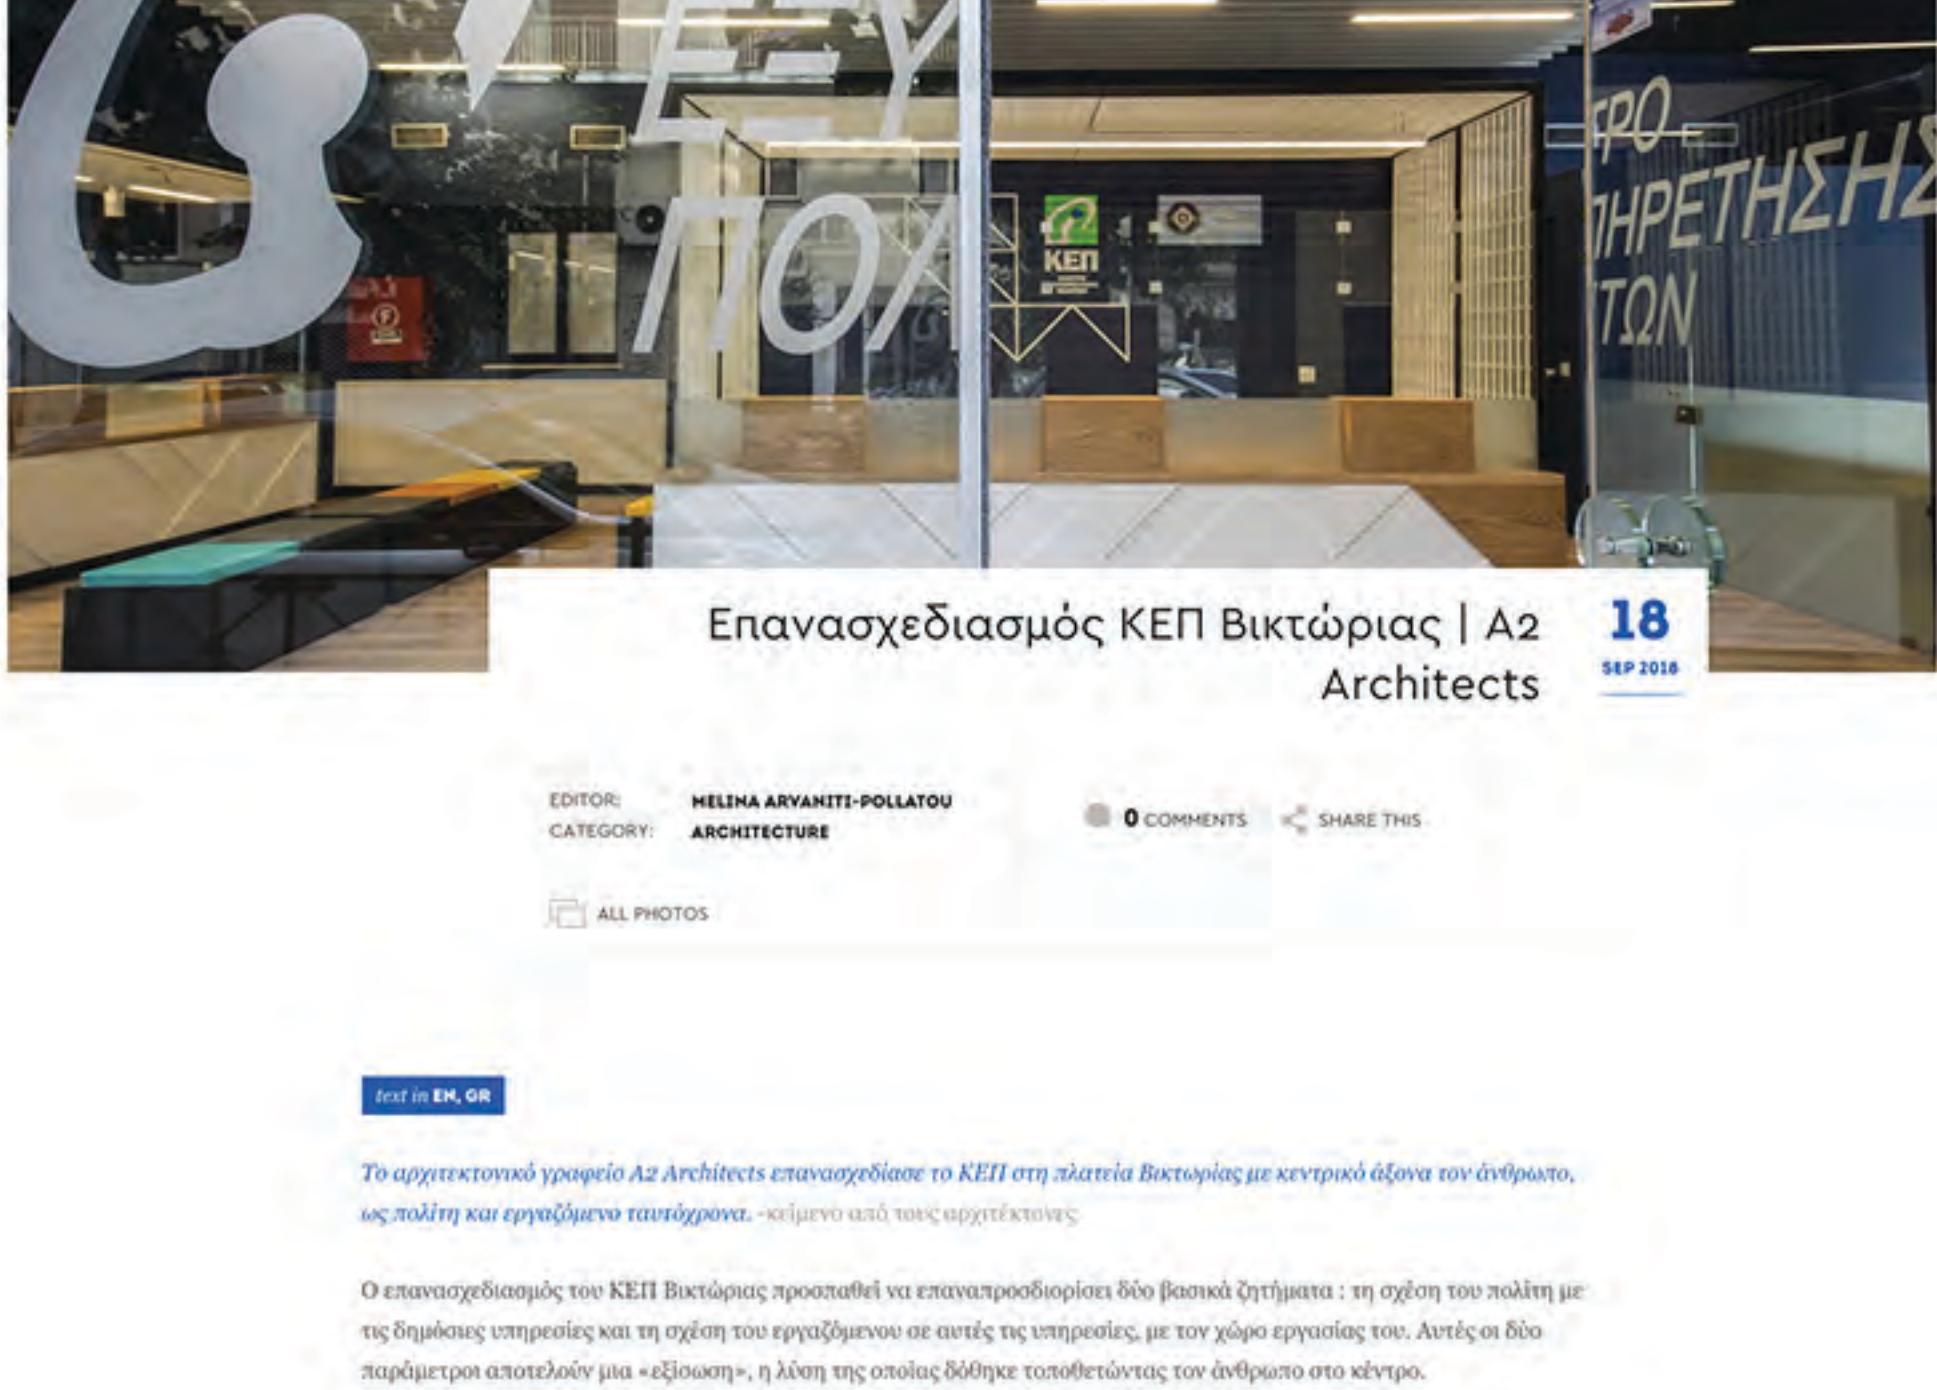 ΕΞΥ
ΠΟΛ
ΚΕΠ
ΤΡΟ
ΠΗΡΕΤΗΣΗΣ
ΤΩΝ
Επανασχεδιασμός ΚΕΠ Βικτώριας | A2
Architects
18
SEP 2018
EDITOR: MELINA ARVANITI-POLLATOU
CATEGORY: ARCHITECTURE
0 COMMENTS
SHARE THIS
ALL PHOTOS
text in EN, GR
Το αρχιτεκτονικό γραφείο A2 Architects επανασχεδίασε το ΚΕΠ στη πλατεία Βικτωρίας με κεντρικό άξονα τον άνθρωπο,
ως πολίτη και εργαζόμενο ταυτόχρονα. -κείμενο από τους αρχιτέκτονες
Ο επανασχεδιασμός του ΚΕΠ Βικτώριας προσπαθεί να επαναπροσδιορίσει δύο βασικά ζητήματα : τη σχέση του πολίτη με
τις δημόσιες υπηρεσίες και τη σχέση του εργαζόμενου σε αυτές τις υπηρεσίες, με τον χώρο εργασίας του. Αυτές οι δύο
παράμετροι αποτελούν μια «εξίσωση», η λύση της οποίας δόθηκε τοποθετώντας τον άνθρωπο στο κέντρο.